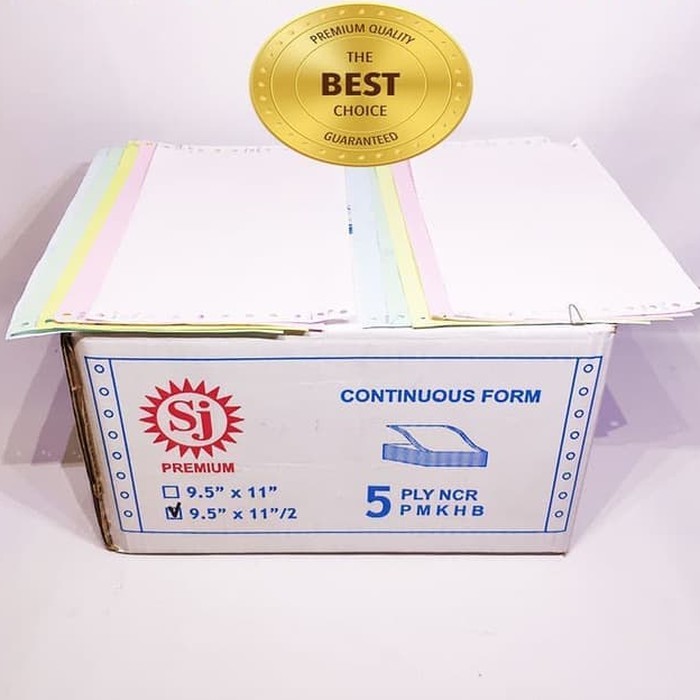 PREMIUM QUALITY
THE
BEST
CHOICE
GUARANTEED
CONTINUOUS FORM
Sj
PREMIUM
9.5" x 11"
9.5" x 11"/2
5 PLY NCR
P M K H B